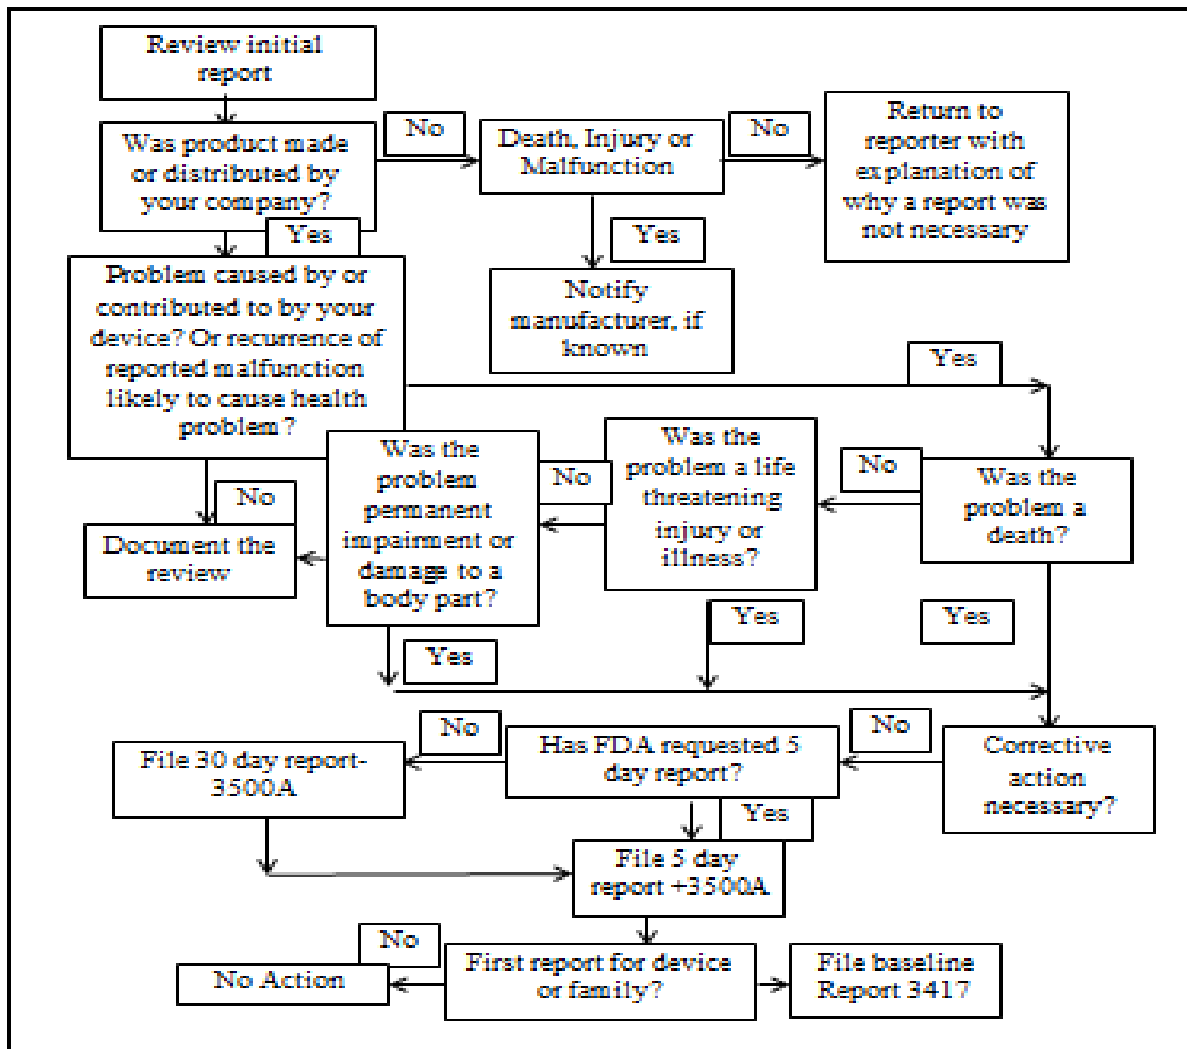 Review initial
report
Was product made
or distributed by
your company?
No
Death, Injury or
Malfunction
No
Return to
reporter with
explanation of
why a report was
not necessary
Yes
Yes
Notify
manufacturer, if
known
Problem caused by or
contributed to by your
device? Or recurrence of
reported malfunction
likely to cause health
problem?
Yes
Was the
problem a
death?
No
Was the
problem a life
threatening
injury or
illness?
No
Was the
problem
permanent
impairment or
damage to a
body part?
No
Document the
review
Yes
Yes
Yes
Corrective
action
necessary?
No
Has FDA requested 5
day report?
No
File 30 day report-
3500A
Yes
File 5 day
report +3500A
First report for device
or family?
No
No Action
File baseline
Report 3417